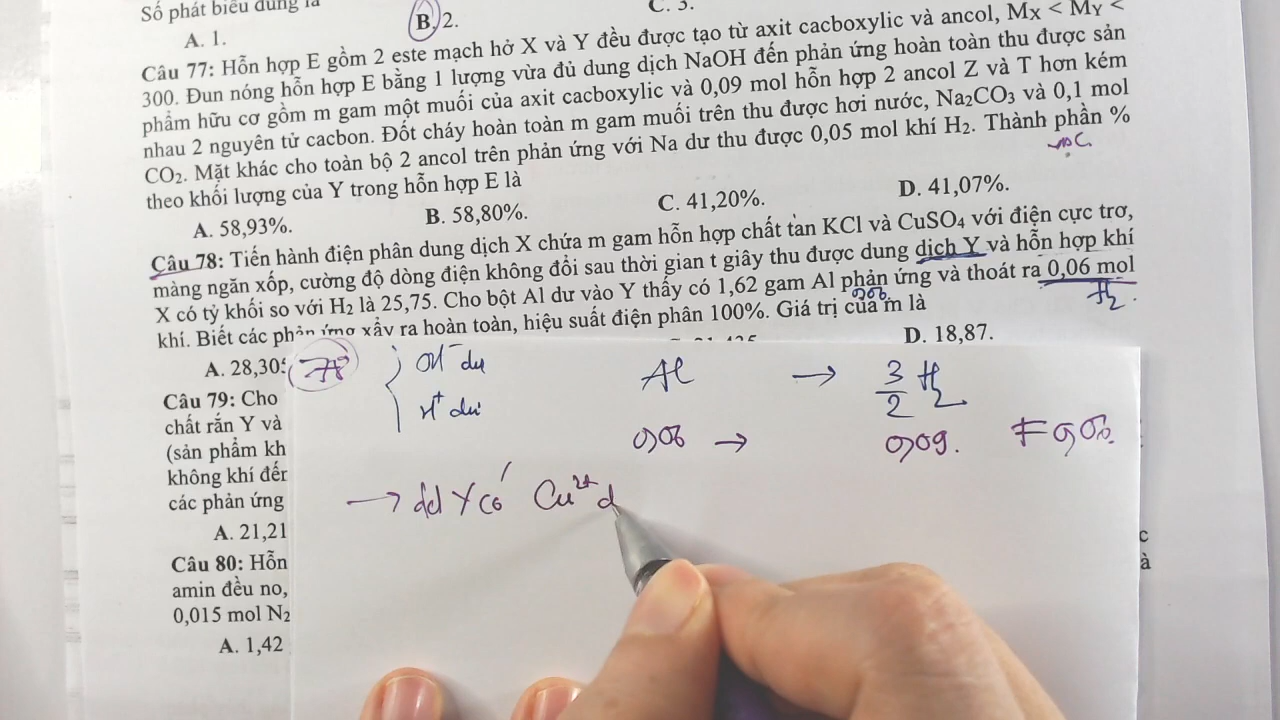 Số phát biểu đúng là
A. 1.
B. 2.
C. 3.
Câu 77: Hỗn hợp E gồm 2 este mạch hở X và Y đều được tạo từ axit cacboxylic và ancol, Mx < MY <
300. Đun nóng hỗn hợp E bằng 1 lượng vừa đủ dung dịch NaOH đến phản ứng hoàn toàn thu được sản
phẩm hữu cơ gồm m gam một muối của axit cacboxylic và 0,09 mol hỗn hợp 2 ancol Z và T hơn kém
nhau 2 nguyên tử cacbon. Đốt cháy hoàn toàn m gam muối trên thu được hơi nước, Na2CO3 và 0,1 mol
CO2. Mặt khác cho toàn bộ 2 ancol trên phản ứng với Na dư thu được 0,05 mol khí H2. Thành phần %
theo khối lượng của Y trong hỗn hợp E là
A. 58,93%.
B. 58,80%.
C. 41,20%.
D. 41,07%.
Câu 78: Tiến hành điện phân dung dịch X chứa m gam hỗn hợp chất tan KCl và CuSO4 với điện cực trơ,
màng ngăn xốp, cường độ dòng điện không đổi sau thời gian t giây thu được dung dịch Y và hỗn hợp khí
X có tỷ khối so với H2 là 25,75. Cho bột Al dư vào Y thấy có 1,62 gam Al phản ứng và thoát ra 0,06 mol
0,06
H2.
khí. Biết các phản ứng xảy ra hoàn toàn, hiệu suất điện phân 100%. Giá trị của m là
A. 28,30
D. 18,87.
78
OH⁻ dư
H⁺ dư
Al → 3/2 H2
0,06 → 0,09. ≠ 0,06.
→ dd Y có Cu²⁺ d
Câu 79: Cho
chất rắn Y và
(sản phẩm kh
không khí đến
các phản ứng
A. 21,21
Câu 80: Hỗn
amin đều no,
0,015 mol N2
A. 1,42